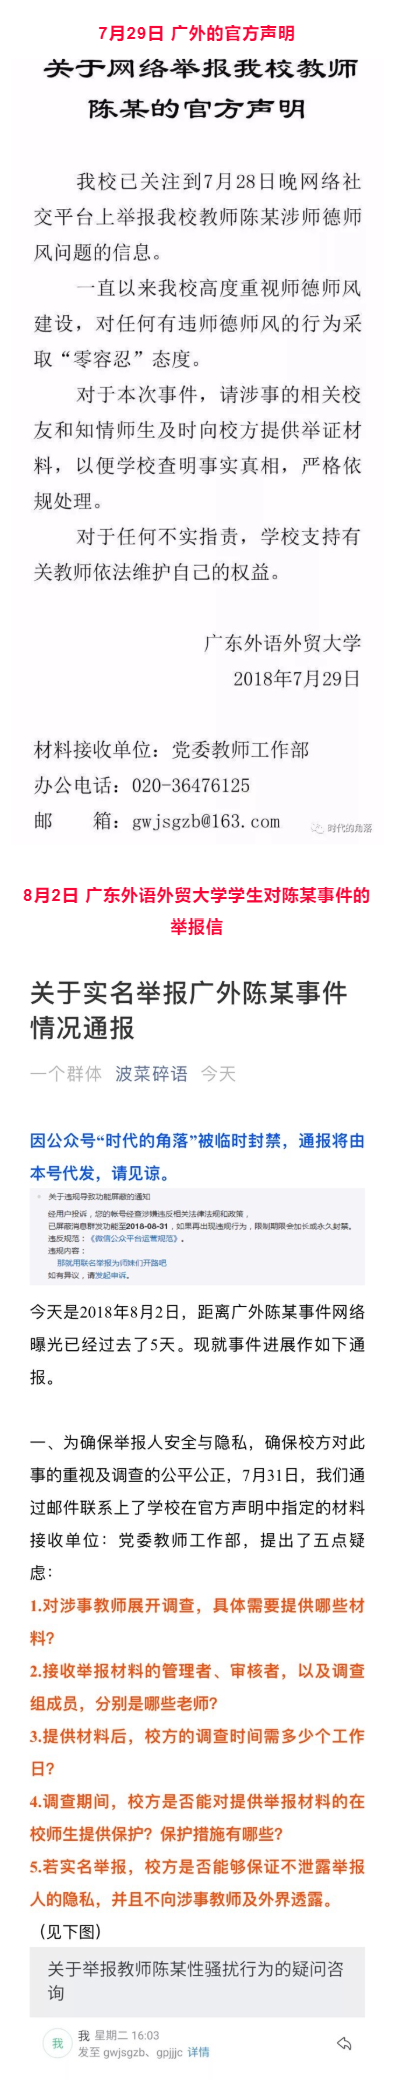 7月29日 广外的官方声明
关于网络举报我校教师
陈某的官方声明
我校已关注到7月28日晚网络社
交平台上举报我校教师陈某涉师德师
风问题的信息。
一直以来我校高度重视师德师风
建设，对任何有违师德师风的行为采
取“零容忍”态度。
对于本次事件，请涉事的相关校
友和知情师生及时向校方提供举证材
料，以便学校查明事实真相，严格依
规处理。
对于任何不实指责，学校支持有
关教师依法维护自己的权益。
广东外语外贸大学
2018年7月29日
材料接收单位：党委教师工作部
办公电话：020-36476125
邮　　箱：gwjsgzb@163.com
时代的角落
8月2日 广东外语外贸大学学生对陈某事件的
举报信
关于实名举报广外陈某事件
情况通报
一个群体 波菜碎语 今天
因公众号“时代的角落”被临时封禁，通报将由
本号代发，请见谅。
关于违规导致功能屏蔽的通知
经用户投诉，您的帐号经查涉嫌违反相关法律法规和政策，
已屏蔽消息群发功能至2018-08-31，如果再出现违规行为，限制期限会加长或永久封禁。
违反规范：《微信公众平台运营规范》。
违规内容：
那就用联名举报为师妹们开路吧
如有异议，请发起申诉。
今天是2018年8月2日，距离广外陈某事件网络
曝光已经过去了5天。现就事件进展作如下通
报。
一、为确保举报人安全与隐私，确保校方对此
事的重视及调查的公平公正，7月31日，我们通
过邮件联系上了学校在官方声明中指定的材料
接收单位：党委教师工作部，提出了五点疑
虑：
1.对涉事教师展开调查，具体需要提供哪些材
料？
2.接收举报材料的管理者、审核者，以及调查
组成员，分别是哪些老师？
3.提供材料后，校方的调查时间需多少个工作
日？
4.调查期间，校方是否能对提供举报材料的在
校师生提供保护？保护措施有哪些？
5.若实名举报，校方是否能够保证不泄露举报
人的隐私，并且不向涉事教师及外界透露。
（见下图）
关于举报教师陈某性骚扰行为的疑问咨
询
我
我 星期二 16:03
发至 gwjsgzb、gpjjjc 详情